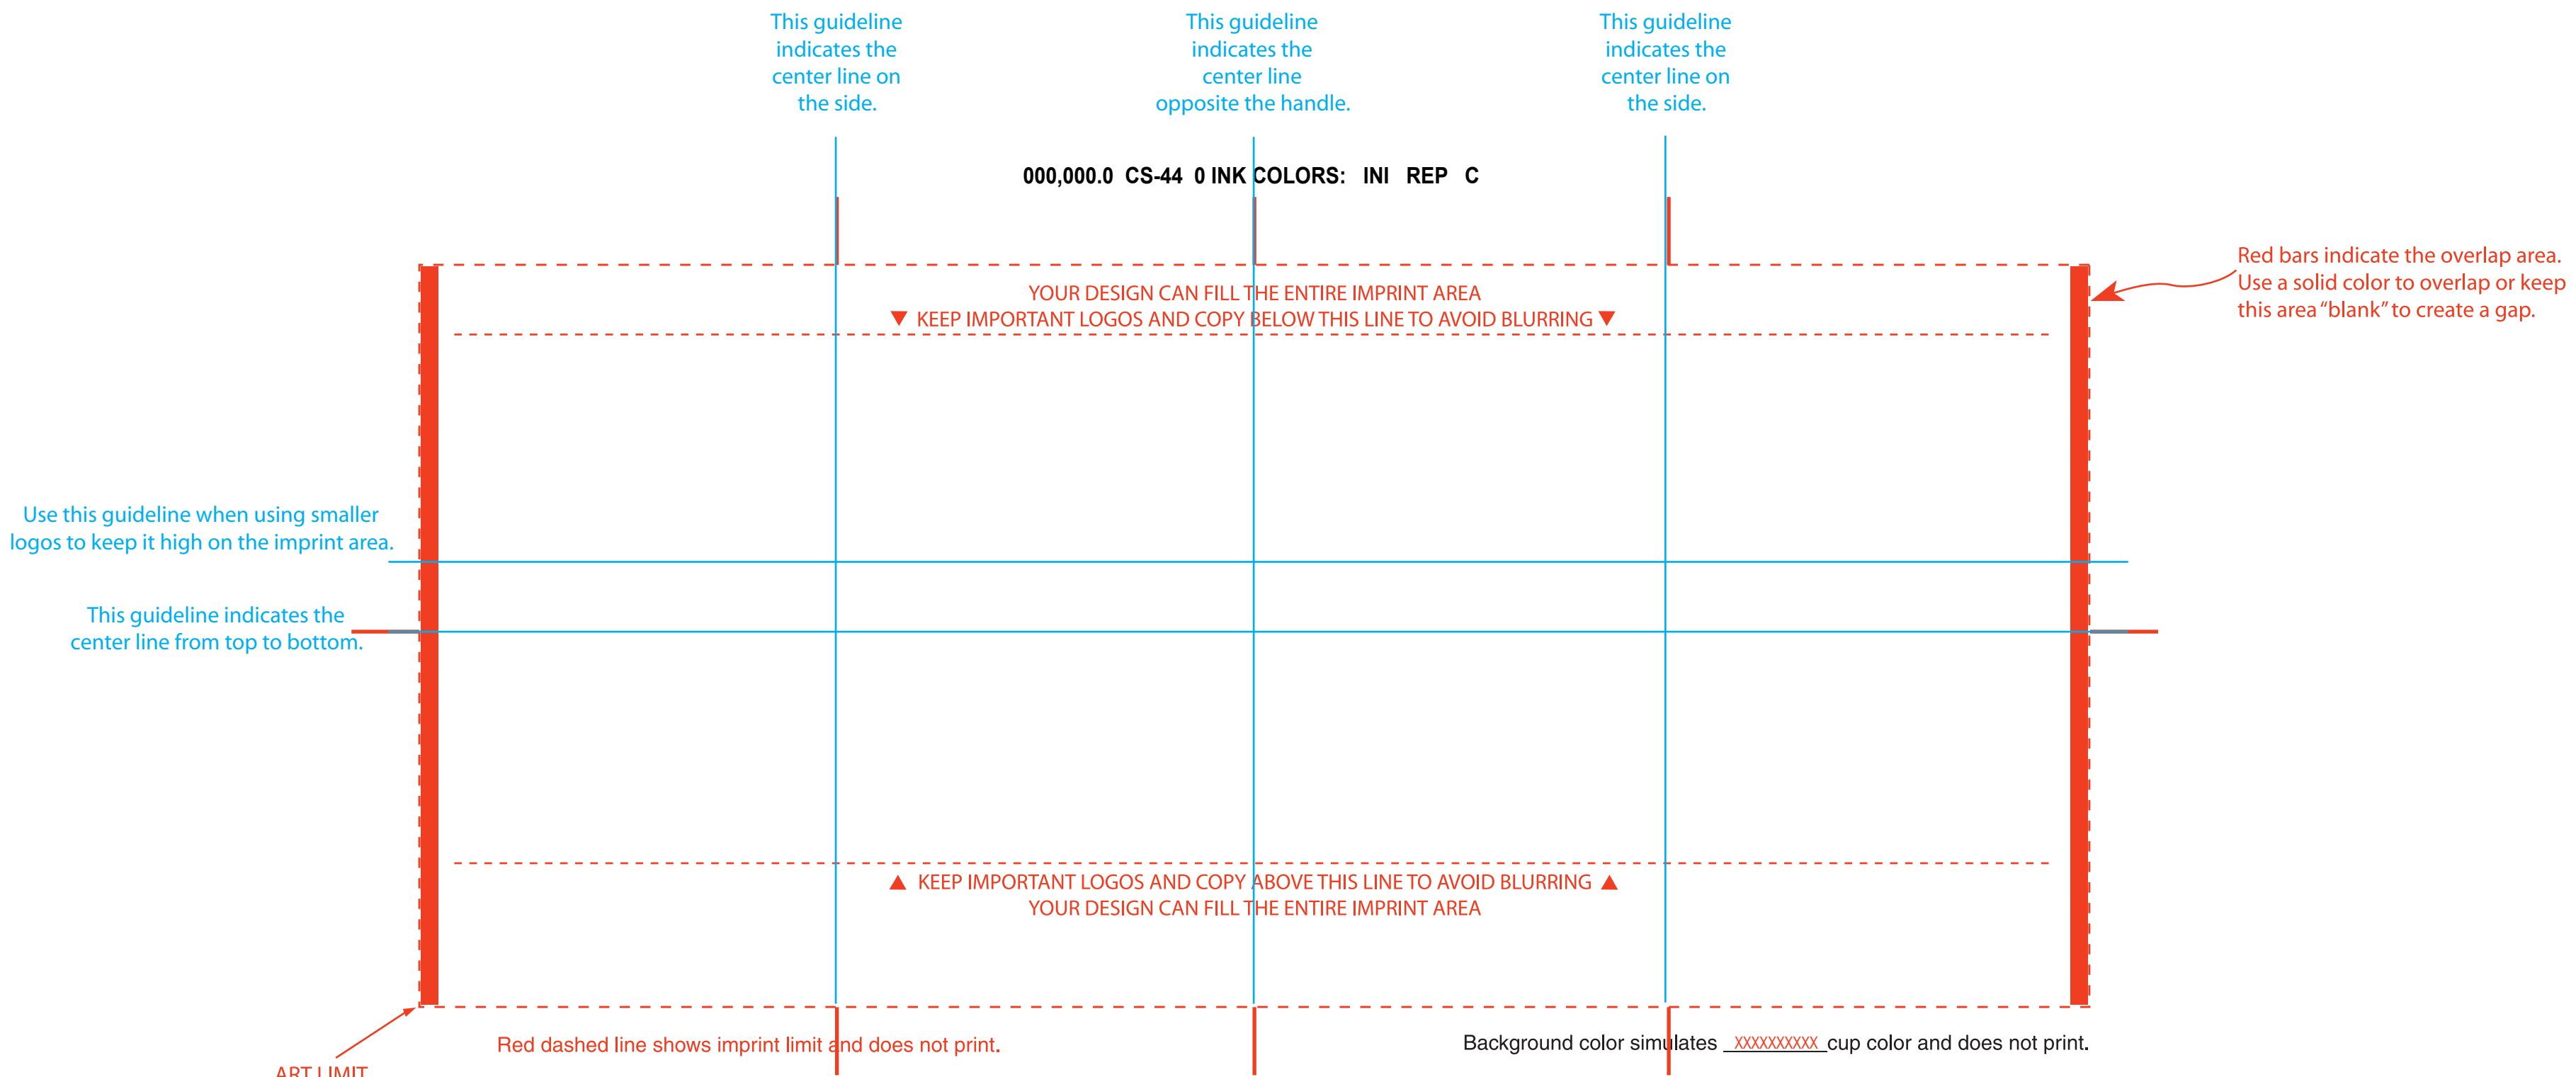 This guideline
indicates the
center line on
the side.
This guideline
indicates the
center line
opposite the handle.
This guideline
indicates the
center line on
the side.
000,000.0 CS-44 0 INK COLORS: INI REP C
Red bars indicate the overlap area.
Use a solid color to overlap or keep
this area “blank” to create a gap.
YOUR DESIGN CAN FILL THE ENTIRE IMPRINT AREA
▼ KEEP IMPORTANT LOGOS AND COPY BELOW THIS LINE TO AVOID BLURRING ▼
Use this guideline when using smaller
logos to keep it high on the imprint area.
This guideline indicates the
center line from top to bottom.
▲ KEEP IMPORTANT LOGOS AND COPY ABOVE THIS LINE TO AVOID BLURRING ▲
YOUR DESIGN CAN FILL THE ENTIRE IMPRINT AREA
Red dashed line shows imprint limit and does not print.
Background color simulates XXXXXXXXXX cup color and does not print.
ART LIMIT